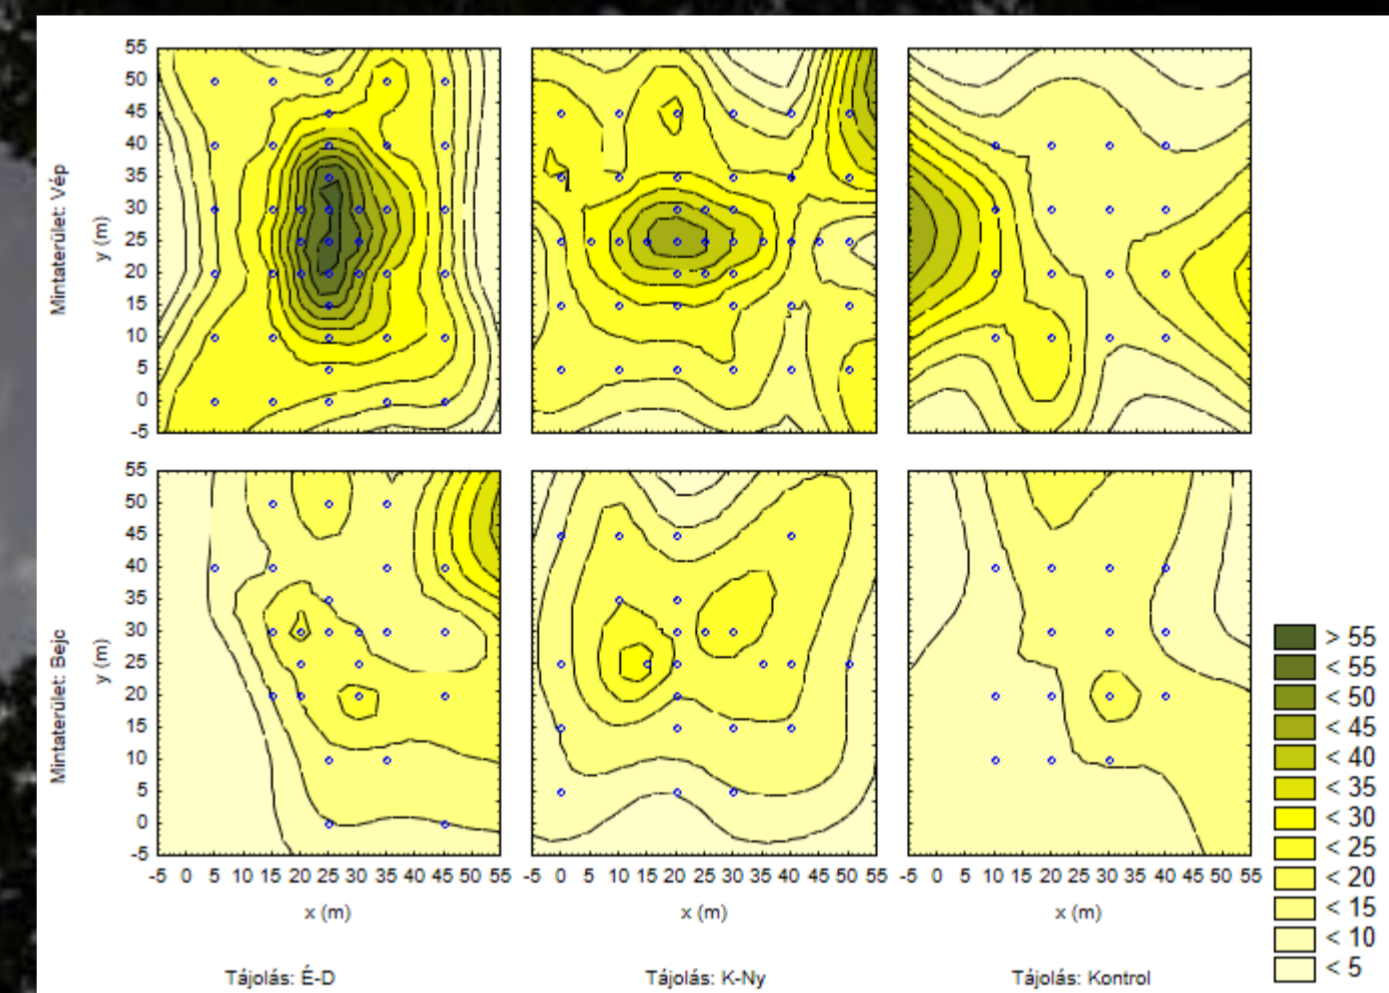 Mintaterület: Vép
y (m)
55
50
45
40
35
30
25
20
15
10
5
0
-5
Mintaterület: Bejc
y (m)
55
50
45
40
35
30
25
20
15
10
5
0
-5
-5 0 5 10 15 20 25 30 35 40 45 50 55
-5 0 5 10 15 20 25 30 35 40 45 50 55
-5 0 5 10 15 20 25 30 35 40 45 50 55
x (m)
x (m)
x (m)
Tájolás: É-D
Tájolás: K-Ny
Tájolás: Kontrol
> 55
< 55
< 50
< 45
< 40
< 35
< 30
< 25
< 20
< 15
< 10
< 5